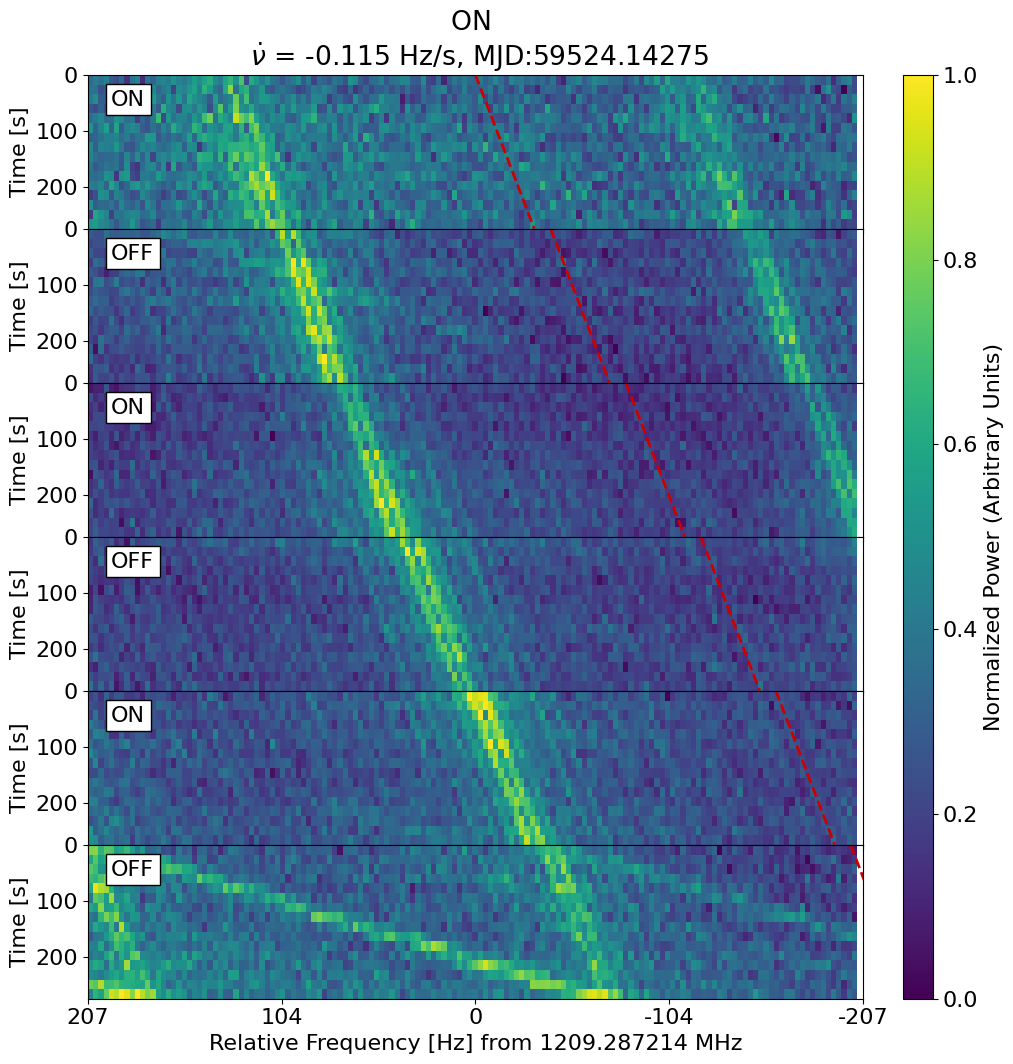 ON
ν̇ = -0.115 Hz/s, MJD:59524.14275
0
ON
100
Time [s]
200
0
OFF
100
Time [s]
200
0
ON
100
Time [s]
200
0
OFF
100
Time [s]
200
0
ON
100
Time [s]
200
0
OFF
100
Time [s]
200
207 104 0 -104 -207
Relative Frequency [Hz] from 1209.287214 MHz
1.0
0.8
0.6
0.4
0.2
0.0
Normalized Power (Arbitrary Units)